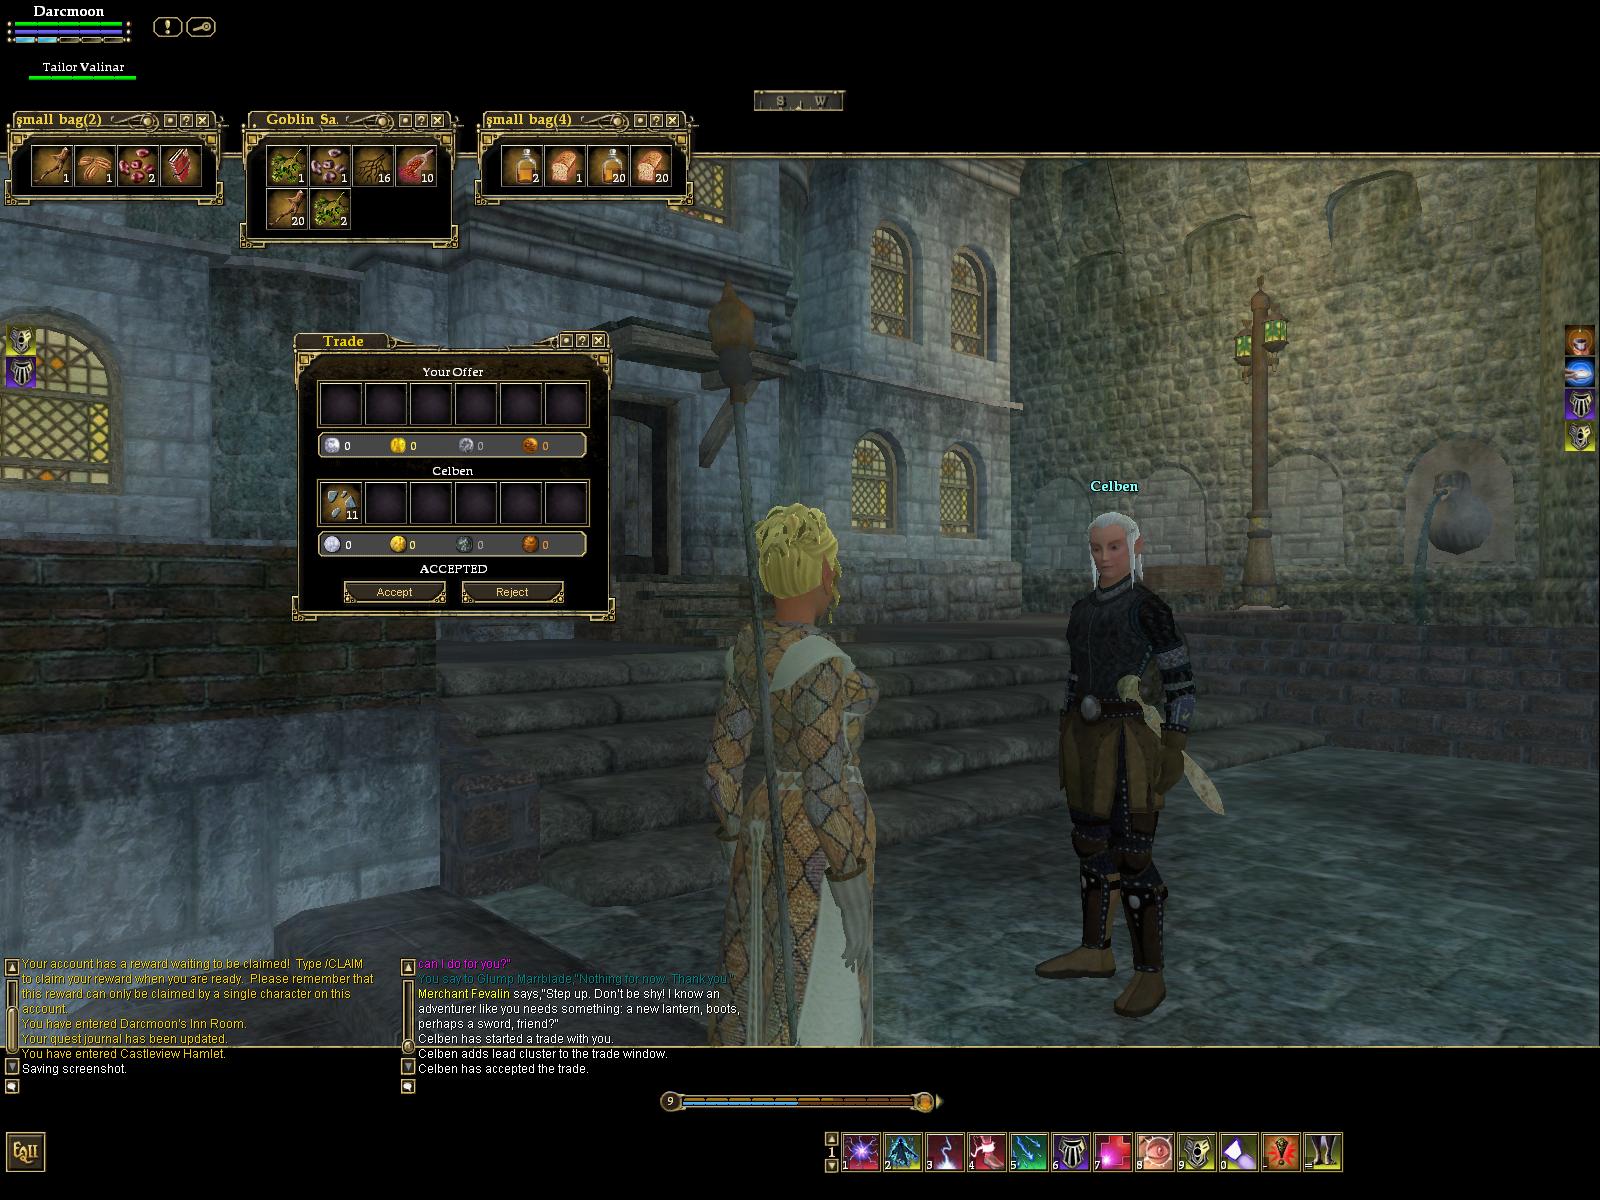 Darcmoon
Tailor Valinar
S W
small bag(2)
Goblin Sa.
small bag(4)
1 1 2
1 1 16 10
20 2
2 1 20 20
Trade
Your Offer
0 0 0 0
Celben
11
0 0 0 0
ACCEPTED
Accept Reject
Celben
Your account has a reward waiting to be claimed! Type /CLAIM
to claim your reward when you are ready. Please remember that
this reward can only be claimed by a single character on this
account.
You have entered Darcmoon's Inn Room.
Your quest journal has been updated.
You have entered Castleview Hamlet.
Saving screenshot.
can I do for you?"
You say to Glump Marrblade,"Nothing for now. Thank you."
Merchant Fevalin says,"Step up. Don't be shy! I know an
adventurer like you needs something: a new lantern, boots,
perhaps a sword, friend?"
Celben has started a trade with you.
Celben adds lead cluster to the trade window.
Celben has accepted the trade.
9
EQII
1
1 2 3 4 5 6 7 8 9 0 - =